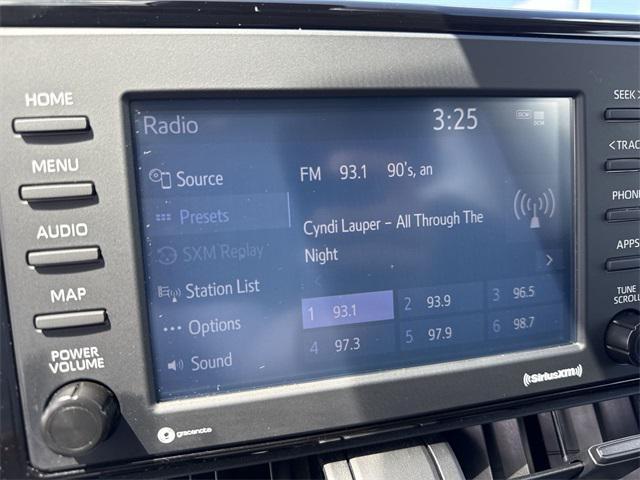 HOME
MENU
AUDIO
MAP
POWER
VOLUME
Radio
3:25
DCM
Source
Presets
SXM Replay
Station List
Options
Sound
FM 93.1 90's, an
Cyndi Lauper – All Through The
Night
1 93.1 2 93.9 3 96.5
4 97.3 5 97.9 6 98.7
SEEK >
< TRAC
PHONE
APPS
TUNE
SCROLL
gracenote
SiriusXM